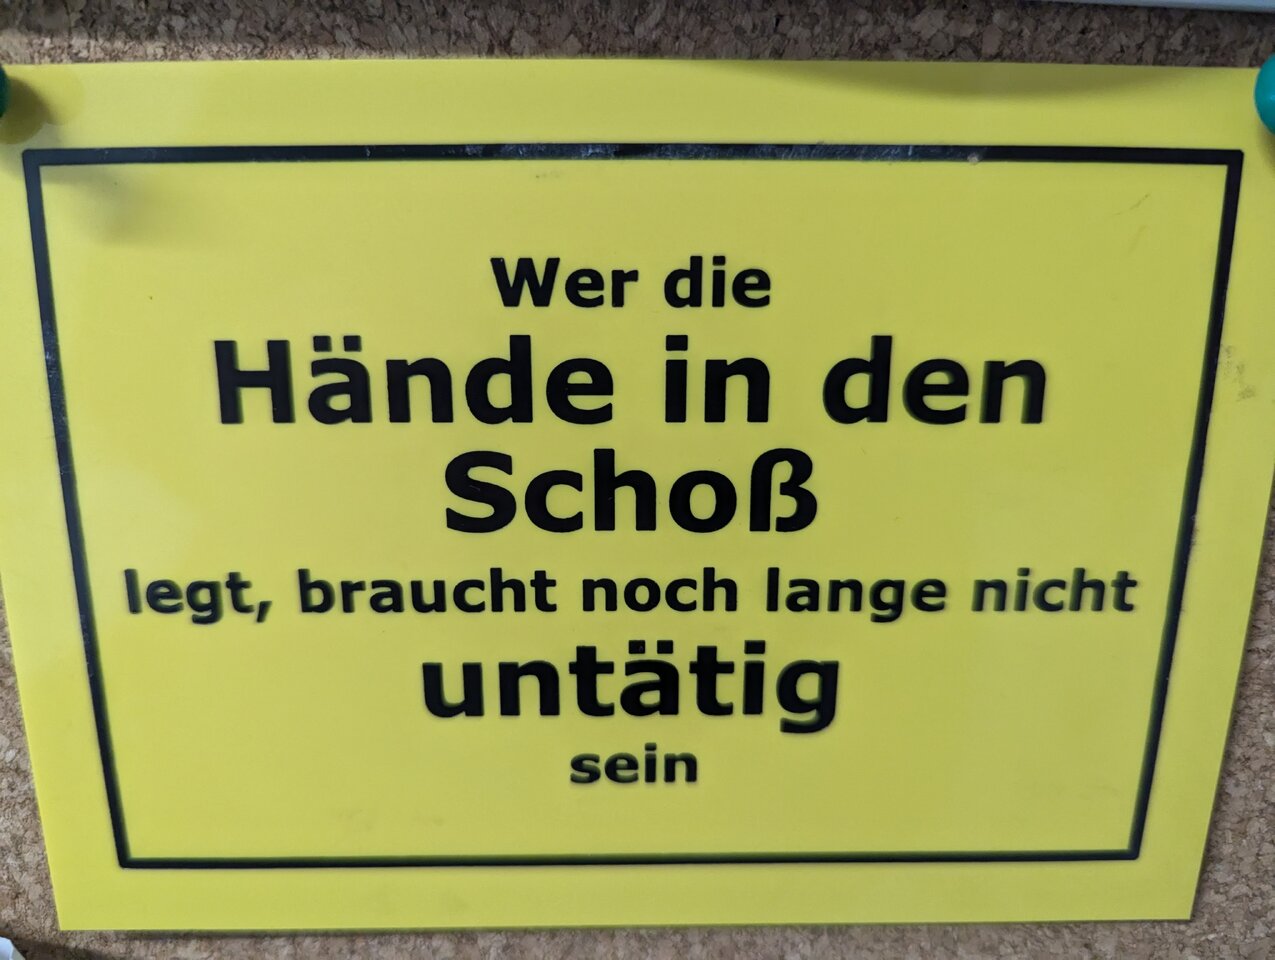 Wer die
Hände in den
Schoß
legt, braucht noch lange nicht
untätig
sein